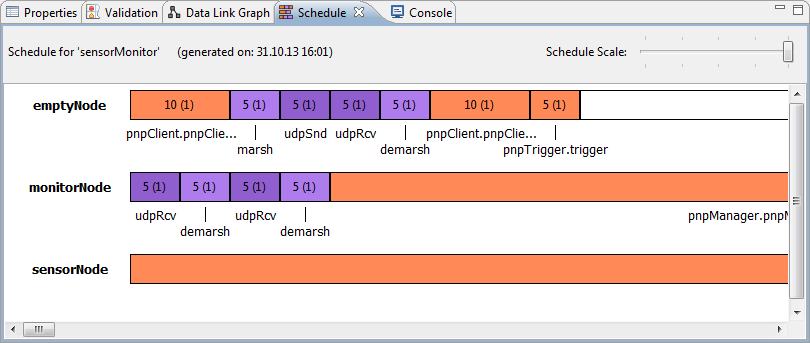 Properties Validation Data Link Graph Schedule Console
Schedule for 'sensorMonitor' (generated on: 31.10.13 16:01) Schedule Scale:
emptyNode 10 (1) 5 (1) 5 (1) 5 (1) 5 (1) 10 (1) 5 (1)
pnpClient.pnpClie... udpSnd udpRcv pnpClient.pnpClie...
marsh demarsh pnpTrigger.trigger
monitorNode 5 (1) 5 (1) 5 (1) 5 (1)
udpRcv udpRcv pnpManager.pnpM
demarsh demarsh
sensorNode